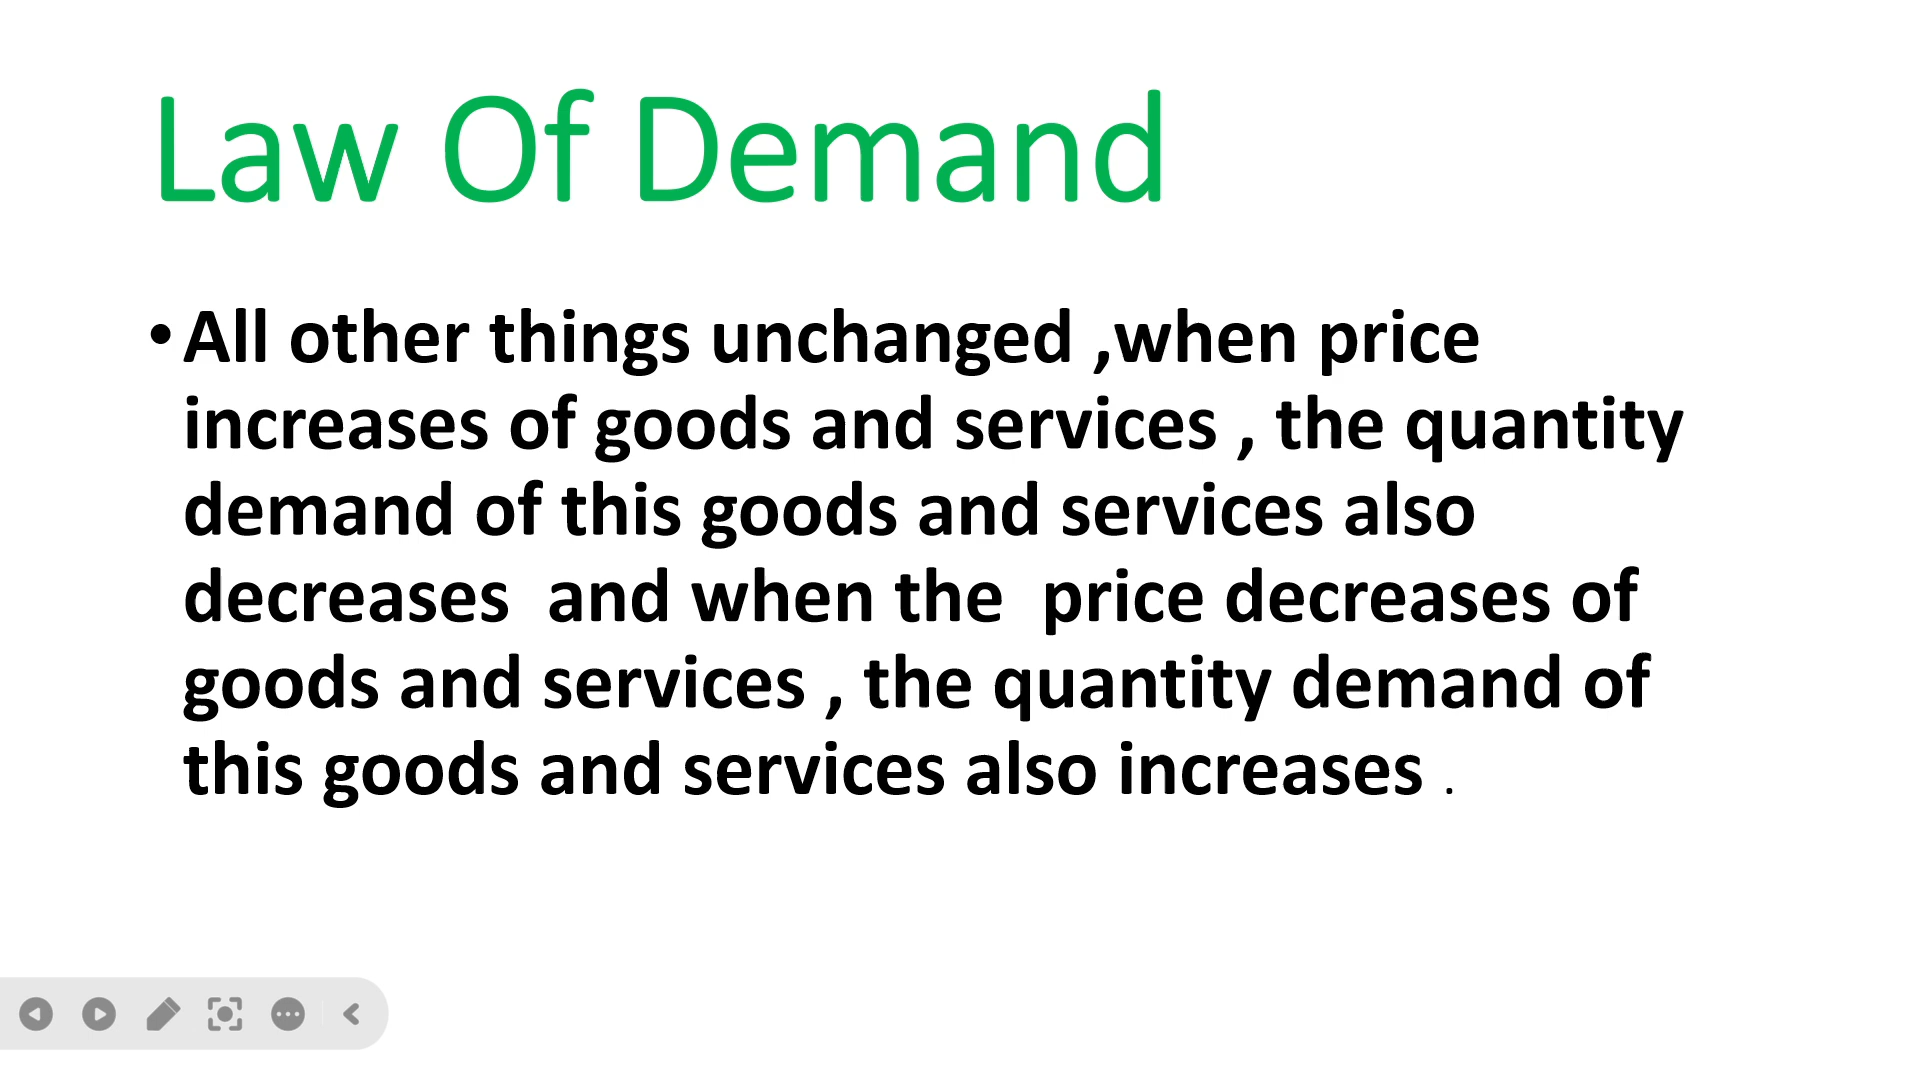 Law Of Demand
• All other things unchanged ,when price
increases of goods and services , the quantity
demand of this goods and services also
decreases  and when the  price decreases of
goods and services , the quantity demand of
this goods and services also increases .